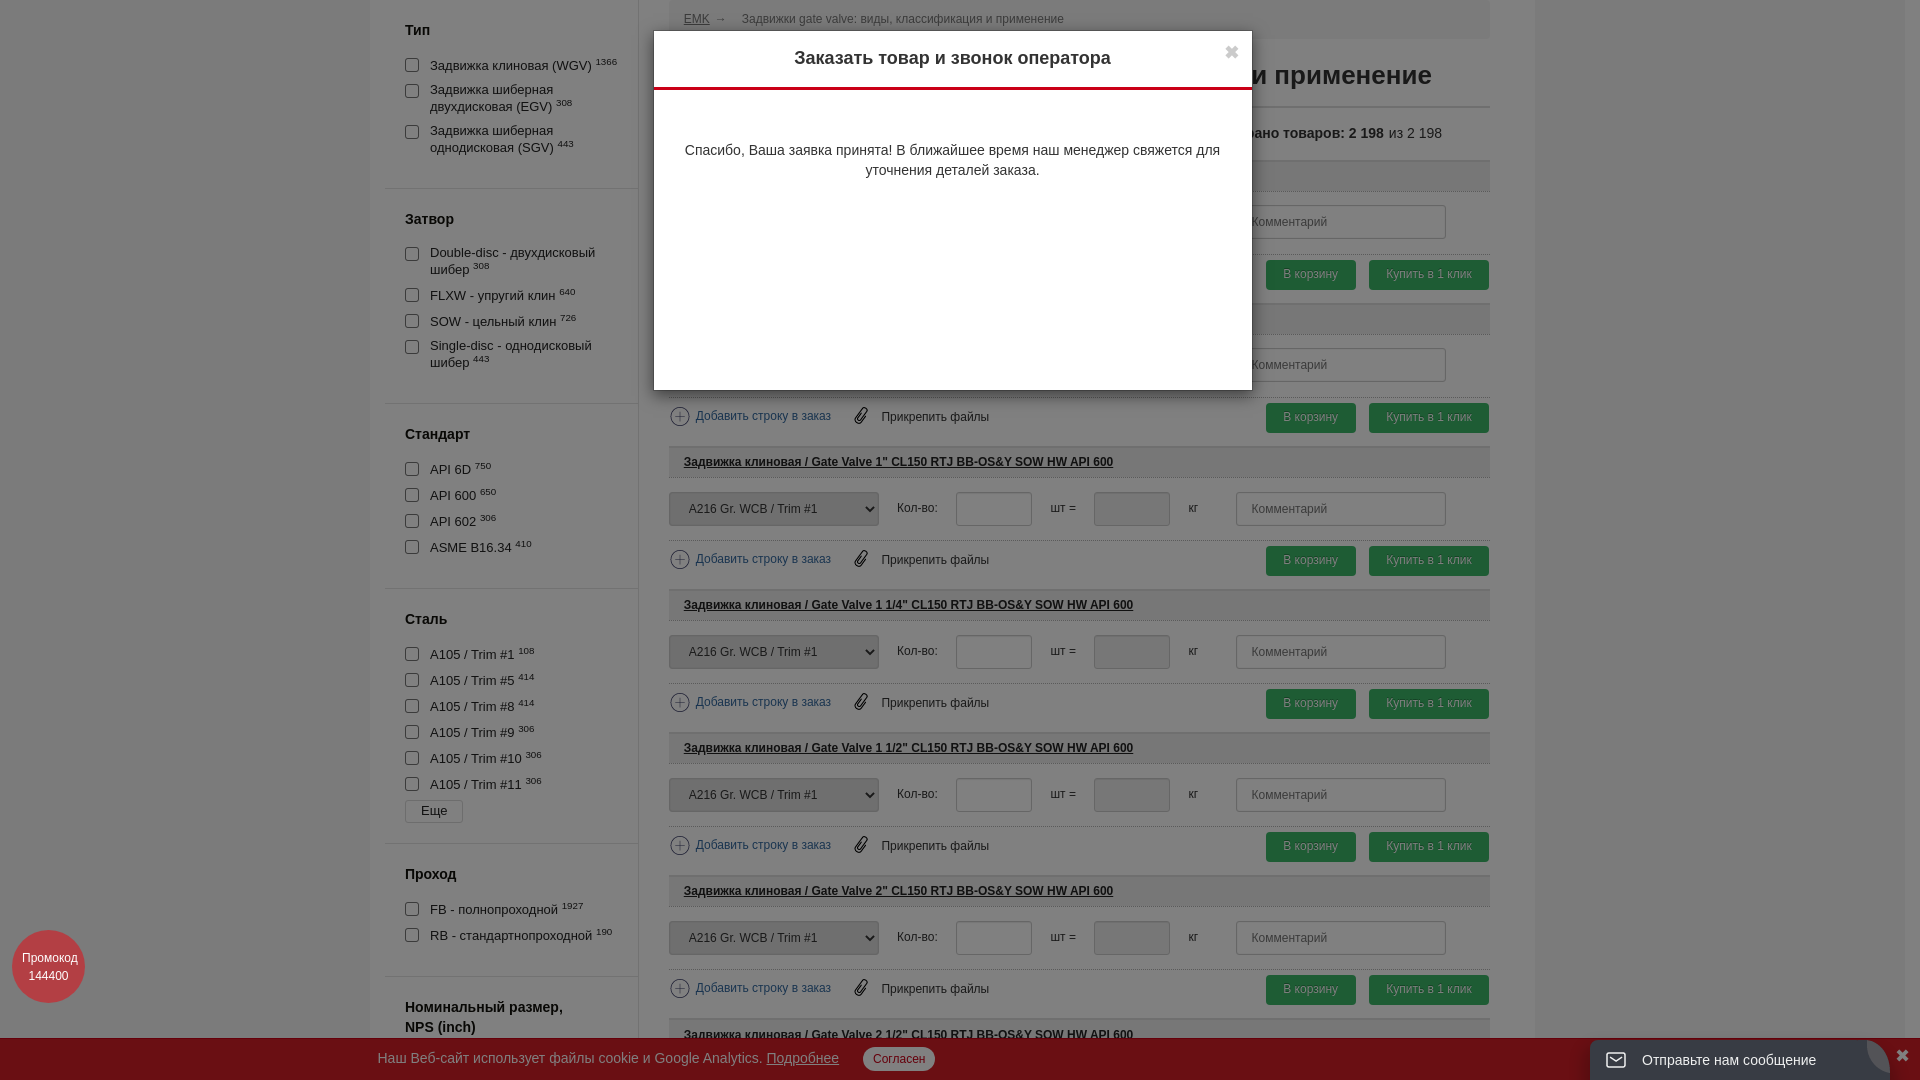 EMK → Задвижки gate valve: виды, классификация и применение
Тип
Задвижка клиновая (WGV) 1366
Задвижка шиберная
двухдисковая (EGV) 308
Задвижка шиберная
однодисковая (SGV) 443
Затвор
Double-disc - двухдисковый
шибер 308
FLXW - упругий клин 640
SOW - цельный клин 726
Single-disc - однодисковый
шибер 443
Стандарт
API 6D 750
API 600 650
API 602 306
ASME B16.34 410
Сталь
A105 / Trim #1 108
A105 / Trim #5 414
A105 / Trim #8 414
A105 / Trim #9 306
A105 / Trim #10 306
A105 / Trim #11 306
Еще
Проход
FB - полнопроходной 1927
RB - стандартнопроходной 190
Номинальный размер,
NPS (inch)
Промокод
144400
Заказать товар и звонок оператора ✖
Спасибо, Ваша заявка принята! В ближайшее время наш менеджер свяжется для
уточнения деталей заказа.
и применение
товаров: 2 198 из 2 198
Комментарий
В корзину Купить в 1 клик
Комментарий
Добавить строку в заказ Прикрепить файлы В корзину Купить в 1 клик
Задвижка клиновая / Gate Valve 1" CL150 RTJ BB-OS&Y SOW HW API 600
A216 Gr. WCB / Trim #1 Кол-во: шт = кг Комментарий
Добавить строку в заказ Прикрепить файлы В корзину Купить в 1 клик
Задвижка клиновая / Gate Valve 1 1/4" CL150 RTJ BB-OS&Y SOW HW API 600
A216 Gr. WCB / Trim #1 Кол-во: шт = кг Комментарий
Добавить строку в заказ Прикрепить файлы В корзину Купить в 1 клик
Задвижка клиновая / Gate Valve 1 1/2" CL150 RTJ BB-OS&Y SOW HW API 600
A216 Gr. WCB / Trim #1 Кол-во: шт = кг Комментарий
Добавить строку в заказ Прикрепить файлы В корзину Купить в 1 клик
Задвижка клиновая / Gate Valve 2" CL150 RTJ BB-OS&Y SOW HW API 600
A216 Gr. WCB / Trim #1 Кол-во: шт = кг Комментарий
Добавить строку в заказ Прикрепить файлы В корзину Купить в 1 клик
Задвижка клиновая / Gate Valve 2 1/2" CL150 RTJ BB-OS&Y SOW HW API 600
Наш Веб-сайт использует файлы cookie и Google Analytics. Подробнее Согласен
Отправьте нам сообщение ✖